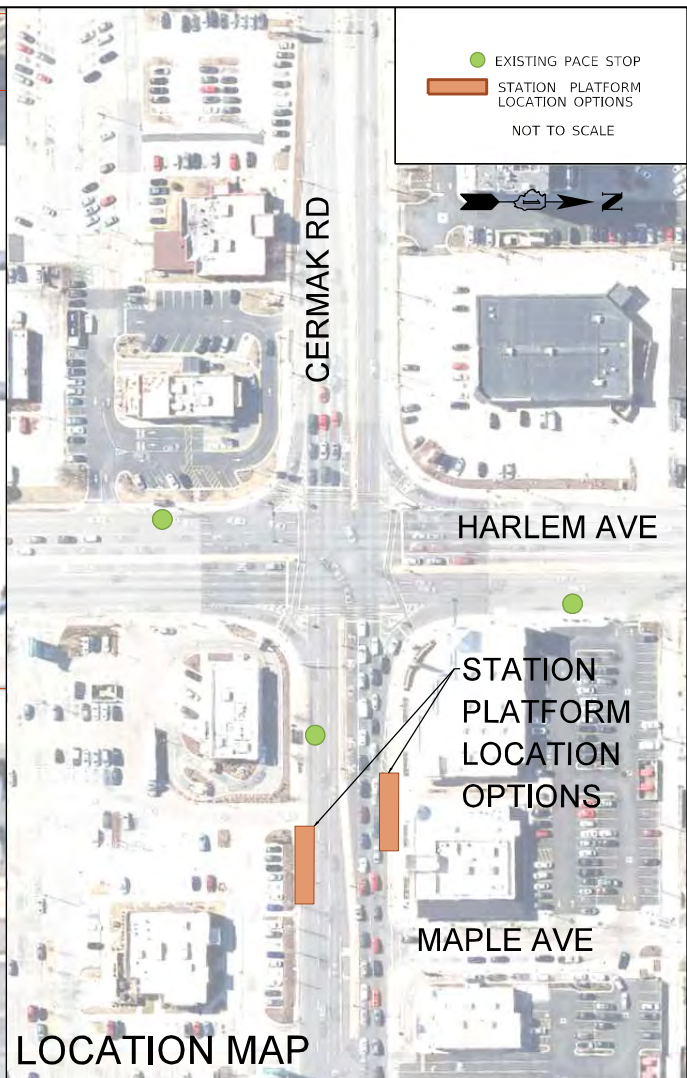 EXISTING PACE STOP
STATION PLATFORM
LOCATION OPTIONS
NOT TO SCALE
N
CERMAK RD
HARLEM AVE
STATION
PLATFORM
LOCATION
OPTIONS
MAPLE AVE
LOCATION MAP